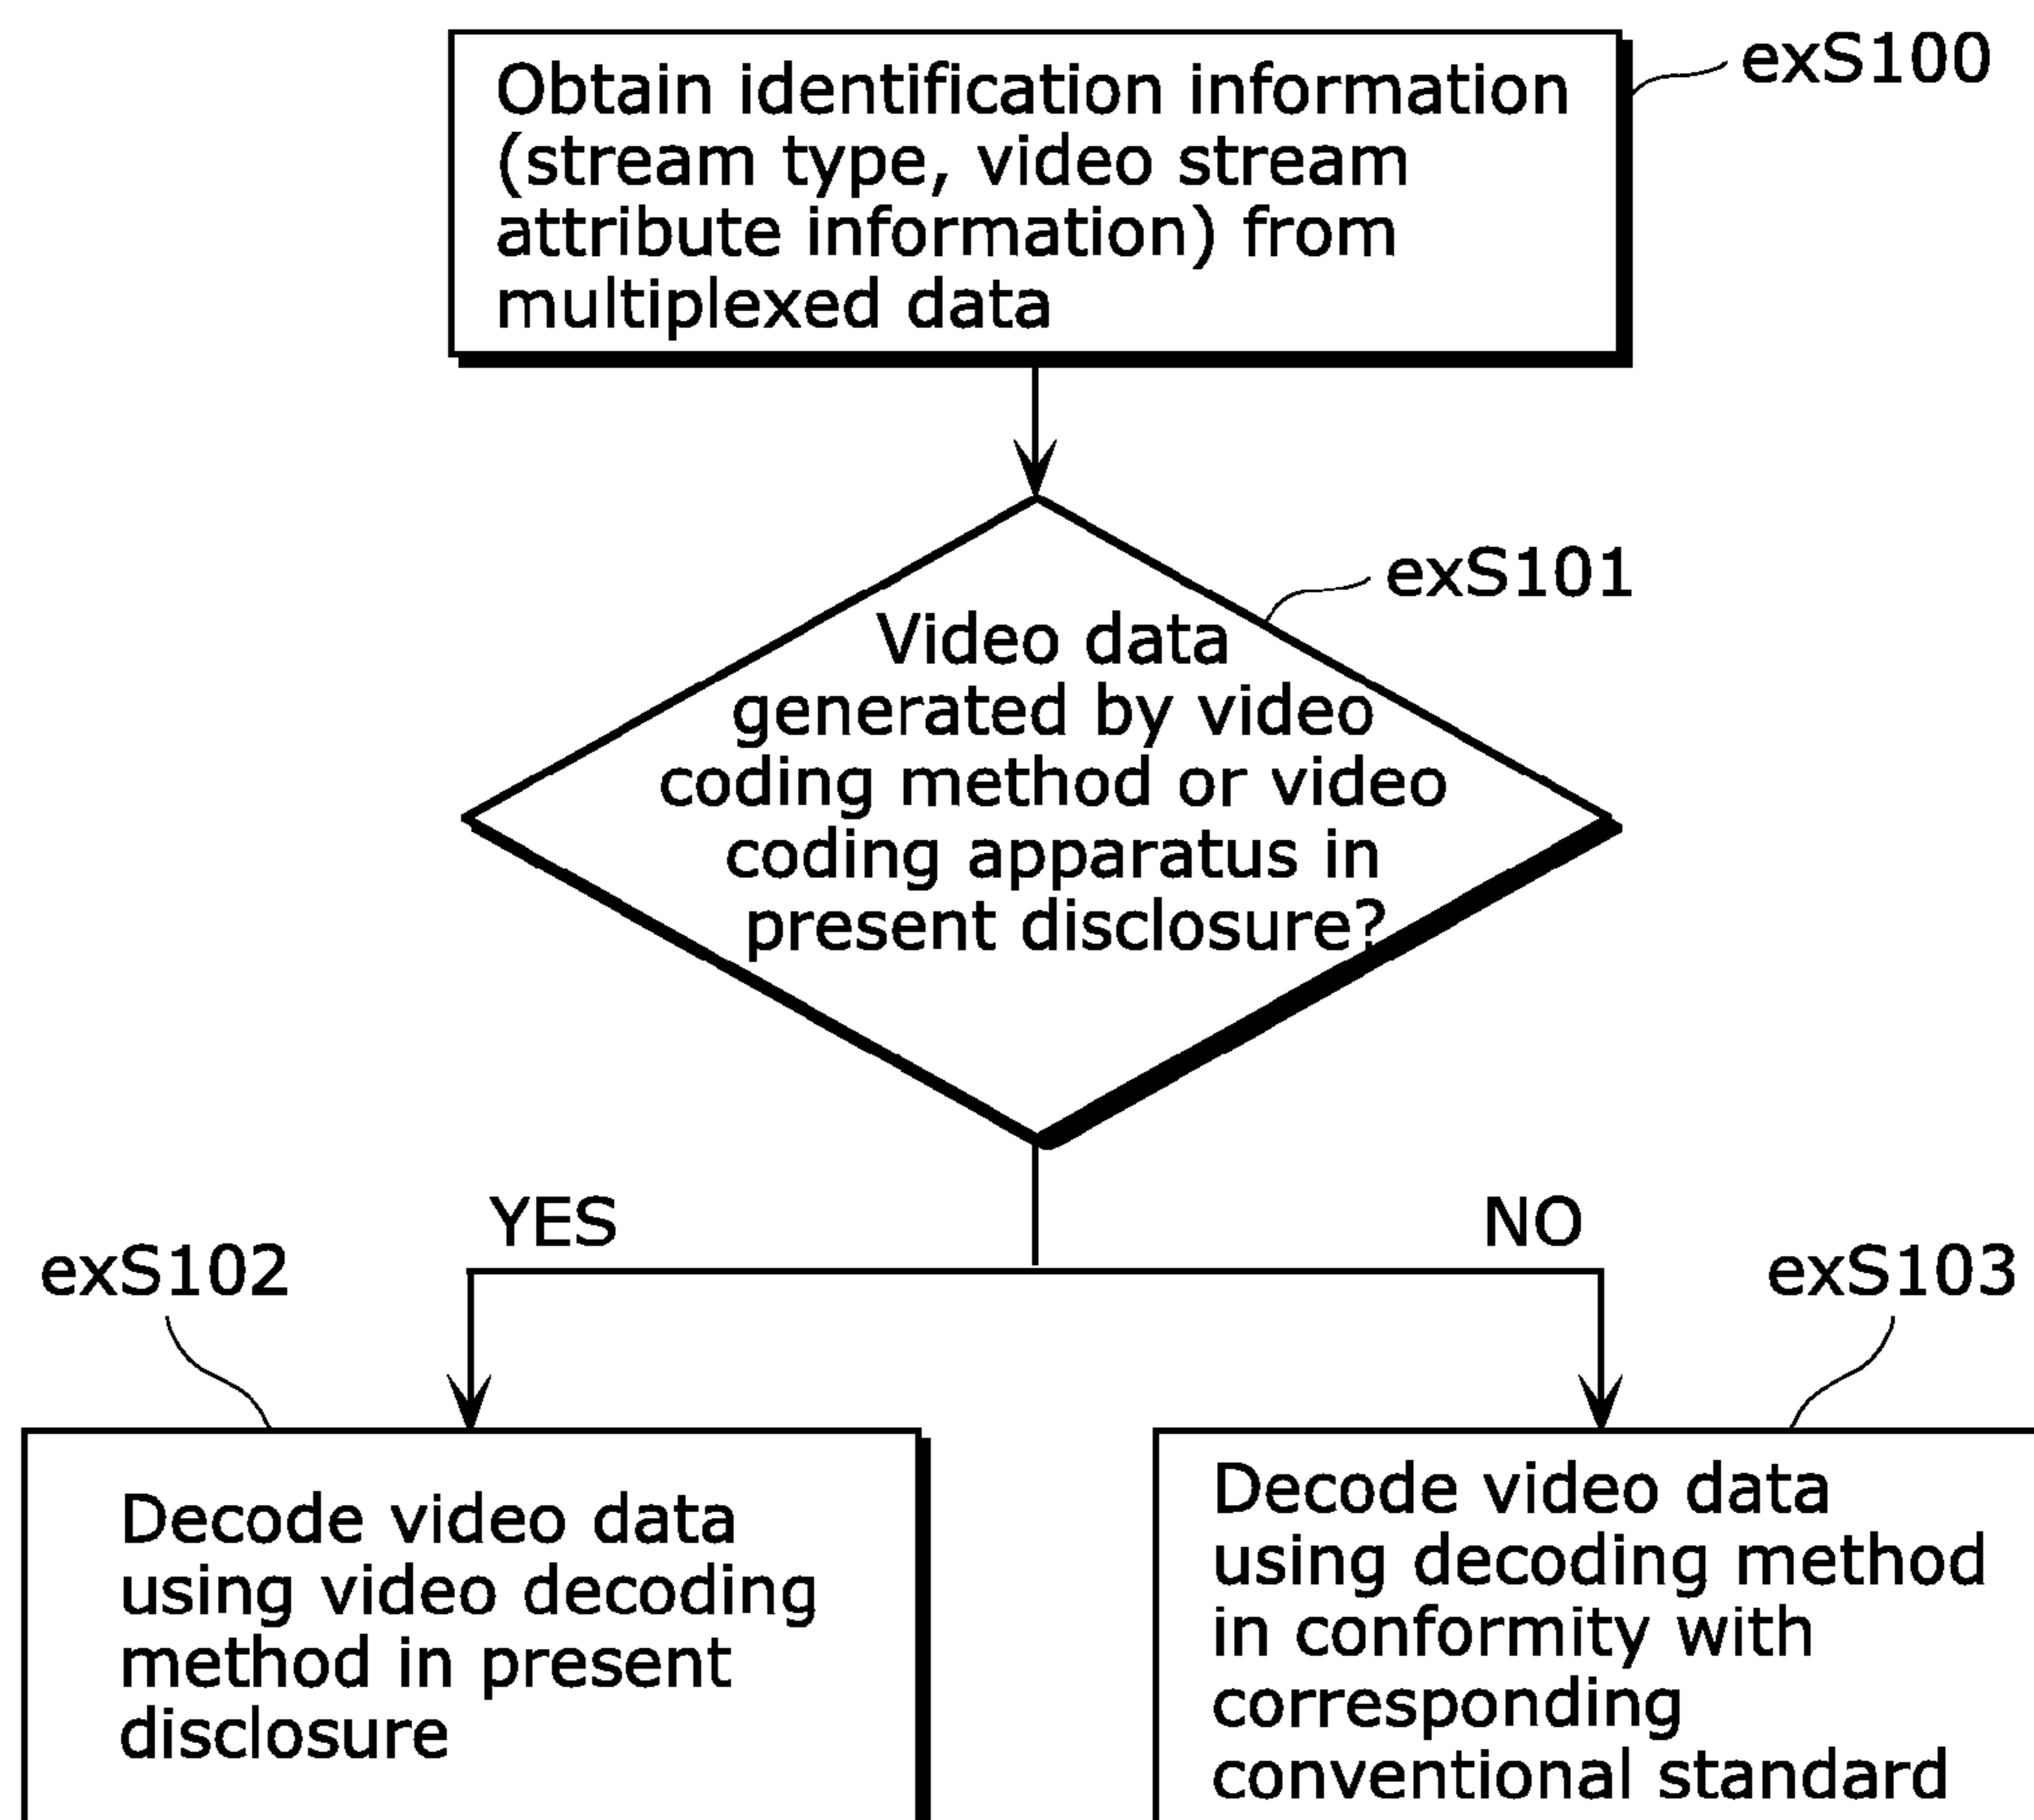 exS100
Obtain identification information
(stream type, video stream
attribute information) from
multiplexed data
exS101
Video data
generated by video
coding method or video
coding apparatus in
present disclosure?
YES
NO
exS102
exS103
Decode video data
using video decoding
method in present
disclosure
Decode video data
using decoding method
in conformity with
corresponding
conventional standard